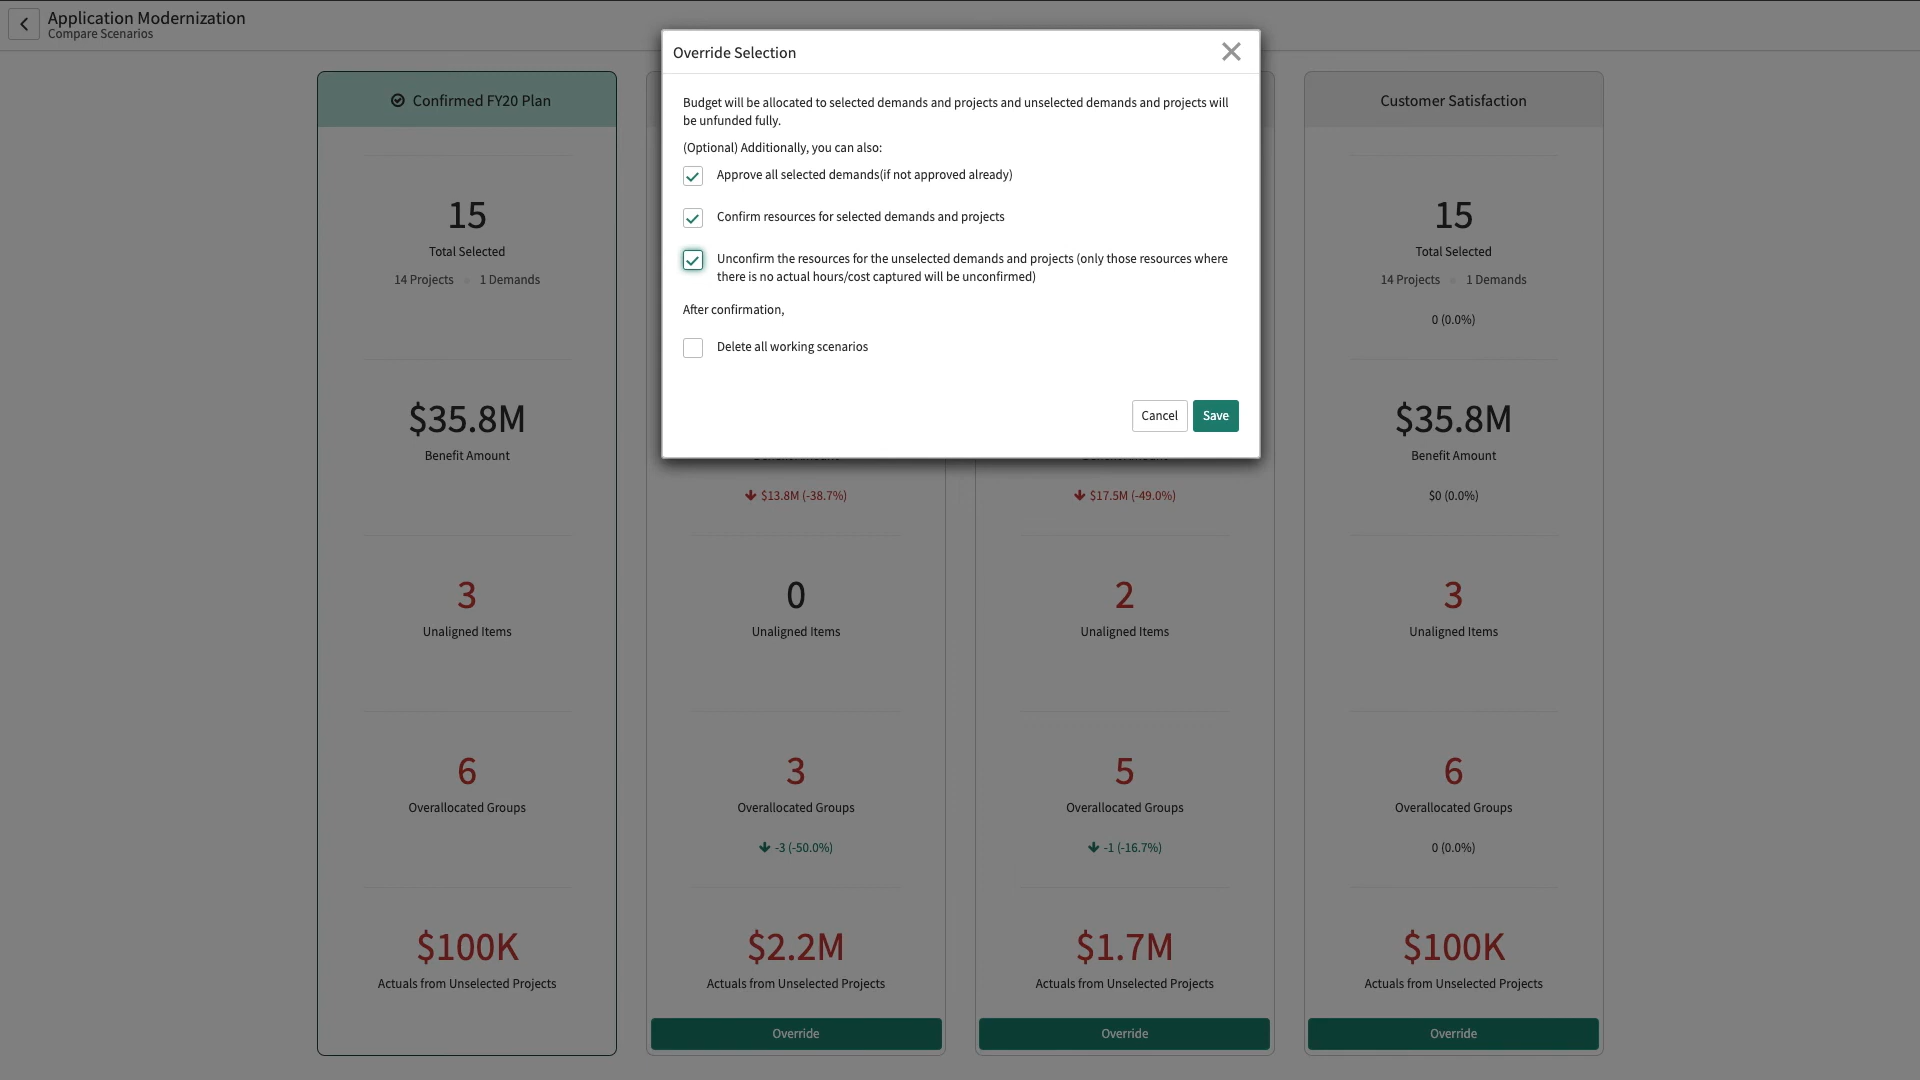 Application Modernization
Compare Scenarios
Override Selection
Budget will be allocated to selected demands and projects and unselected demands and projects will
be unfunded fully.
(Optional) Additionally, you can also:
Approve all selected demands(if not approved already)
Confirm resources for selected demands and projects
Unconfirm the resources for the unselected demands and projects (only those resources where
there is no actual hours/cost captured will be unconfirmed)
After confirmation,
Delete all working scenarios
Cancel
Save
Confirmed FY20 Plan
15
Total Selected
14 Projects 1 Demands
$35.8M
Benefit Amount
3
Unaligned Items
6
Overallocated Groups
$100K
Actuals from Unselected Projects
$13.8M (-38.7%)
0
Unaligned Items
3
Overallocated Groups
-3 (-50.0%)
$2.2M
Actuals from Unselected Projects
Override
$17.5M (-49.0%)
2
Unaligned Items
5
Overallocated Groups
-1 (-16.7%)
$1.7M
Actuals from Unselected Projects
Override
Customer Satisfaction
15
Total Selected
14 Projects 1 Demands
0 (0.0%)
$35.8M
Benefit Amount
$0 (0.0%)
3
Unaligned Items
6
Overallocated Groups
0 (0.0%)
$100K
Actuals from Unselected Projects
Override